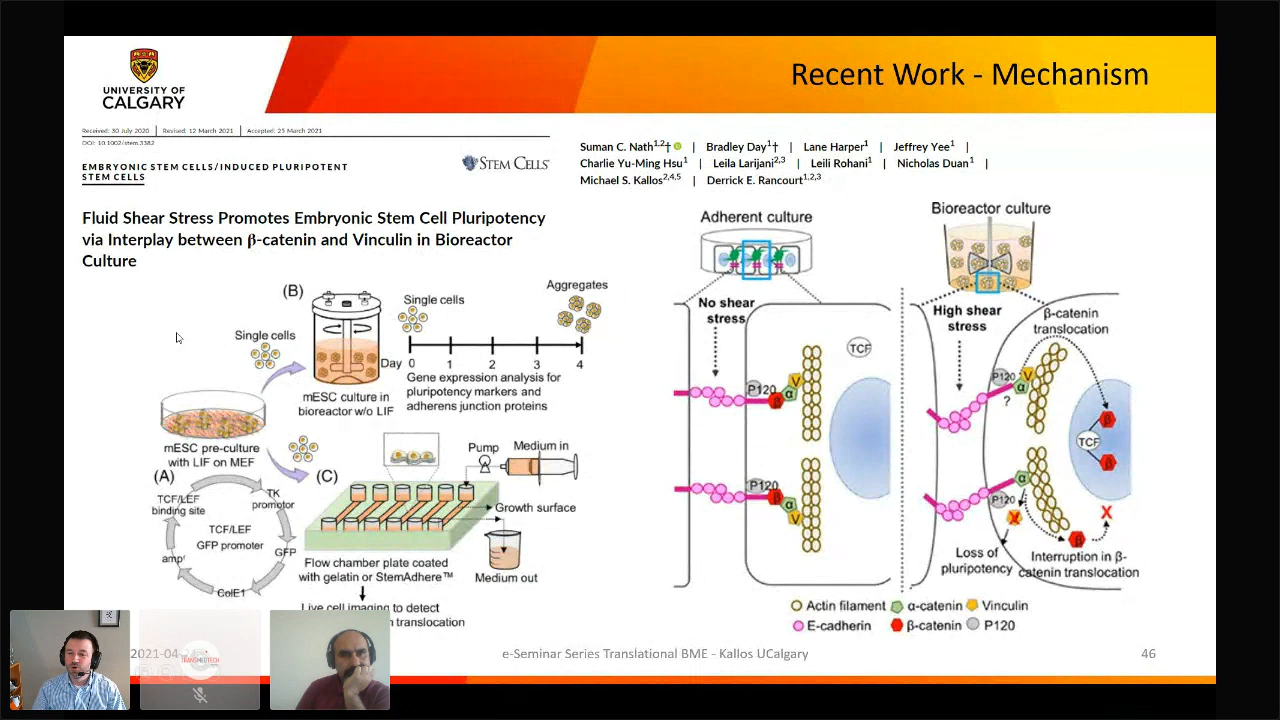 UNIVERSITY OF
CALGARY
Recent Work - Mechanism
Received: 30 July 2020 | Revised: 12 March 2021 | Accepted: 25 March 2021
DOI: 10.1002/stem.3382
EMBRYONIC STEM CELLS/INDUCED PLURIPOTENT
STEM CELLS
STEM CELLS
Suman C. Nath1,2† | Bradley Day1† | Lane Harper1 | Jeffrey Yee1 |
Charlie Yu-Ming Hsu1 | Leila Larijani2,3 | Leili Rohani1 | Nicholas Duan1 |
Michael S. Kallos2,4,5 | Derrick E. Rancourt1,2,3
Fluid Shear Stress Promotes Embryonic Stem Cell Pluripotency
via Interplay between β-catenin and Vinculin in Bioreactor
Culture
(B)
Single cells
Single cells
Aggregates
Day 0 1 2 3 4
mESC culture in
bioreactor w/o LIF
Gene expression analysis for
pluripotency markers and
adherens junction proteins
mESC pre-culture
with LIF on MEF
(A)
TCF/LEF
binding site
TK
promotor
TCF/LEF
GFP promoter
GFP
ampr
ColE1
(C)
Pump
Medium in
Growth surface
Medium out
Flow chamber plate coated
with gelatin or StemAdhere™
Live cell imaging to detect
translocation
Adherent culture
No shear
stress
TCF
P120
β
α
V
P120
β
α
V
Bioreactor culture
High shear
stress
β-catenin
translocation
P120
V
α
?
β
TCF
β
α
P120
V
X
β
X
Loss of
pluripotency
Interruption in β-
catenin translocation
Actin filament α-catenin Vinculin
E-cadherin β-catenin P120
2021-04-
TRANSMEDTECH
e-Seminar Series Translational BME - Kallos UCalgary
46